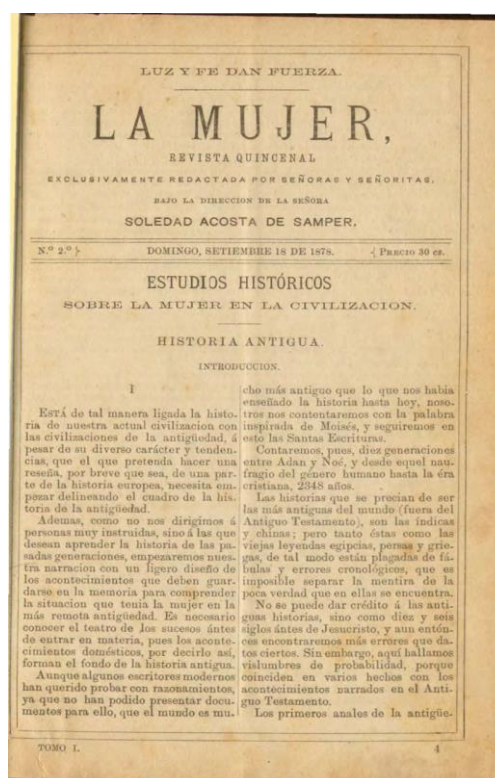 LUZ Y FE DAN FUERZA.
LA MUJER,
REVISTA QUINCENAL
EXCLUSIVAMENTE REDACTADA POR SEÑORAS Y SEÑORITAS,
BAJO LA DIRECCION DE LA SEÑORA
SOLEDAD ACOSTA DE SAMPER.
N.º 2.º } DOMINGO, SETIEMBRE 18 DE 1878. { PRECIO 30 cs.
ESTUDIOS HISTÓRICOS
SOBRE LA MUJER EN LA CIVILIZACION.
HISTORIA ANTIGUA.
INTRODUCCION.
I
ESTÁ de tal manera ligada la histo-
ria de nuestra actual civilizacion con
las civilizaciones de la antigüedad, á
pesar de su diverso carácter y tenden-
cias, que el que pretenda hacer una
reseña, por breve que sea, de una par-
te de la historia europea, necesita em-
pezar delineando el cuadro de la his-
toria de la antigüedad.
Ademas, como no nos dirigimos á
personas muy instruidas, sino á las que
desean aprender la historia de las pa-
sadas generaciones, empezaremos nues-
tra narracion con un ligero diseño de
los acontecimientos que deben guar-
darse en la memoria para comprender
la situacion que tenia la mujer en la
más remota antigüedad. Es necesario
conocer el teatro de los sucesos ántes
de entrar en materia, pues los aconte-
cimientos domésticos, por decirlo así,
forman el fondo de la historia antigua.
Aunque algunos escritores modernos
han querido probar con razonamientos,
ya que no han podido presentar docu-
mentos para ello, que el mundo es mu-
cho más antiguo que lo que nos habia
enseñado la historia hasta hoy, noso-
tros nos contentaremos con la palabra
inspirada de Moisés, y seguiremos en
esto las Santas Escrituras.
Contaremos, pues, diez generaciones
entre Adan y Noé, y desde equel nau-
fragio del género humano hasta la éra
cristiana, 2348 años.
Las historias que se precian de ser
las más antiguas del mundo (fuera del
Antiguo Testamento), son las índicas
y chinas; pero tanto éstas como las
viejas leyendas egipcias, persas y grie-
gas, de tal modo están plagadas de fá-
bulas y errores cronológicos, que es
imposible separar la mentira de la
poca verdad que en ellas se encuentra.
No se puede dar crédito á las anti-
guas historias, sino como diez y seis
siglos ántes de Jesucristo, y aun entón-
ces encontraremos más errores que da-
tos ciertos. Sin embargo, aquí hallamos
vislumbres de probabilidad, porque
coinciden en varios hechos con los
acontecimientos narrados en el Anti-
guo Testamento.
Los primeros anales de la antigüe-
TOMO I. 4